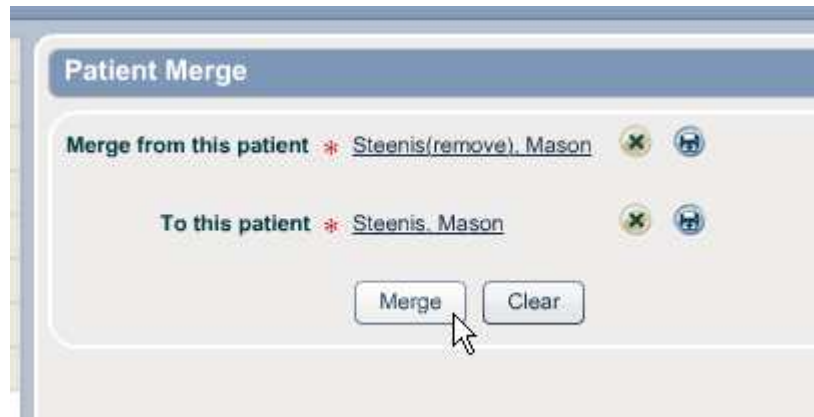 Patient Merge
Merge from this patient * Steenis(remove), Mason
To this patient * Steenis, Mason
Merge Clear